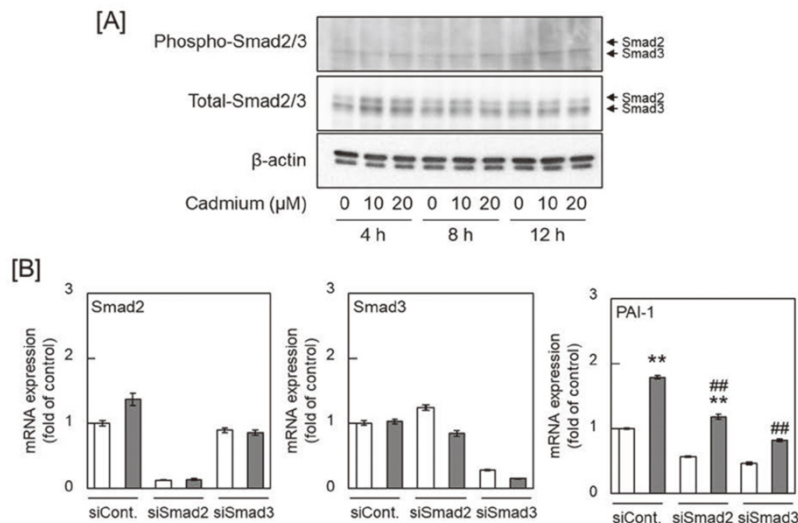 [A]
Phospho-Smad2/3
Smad2
Smad3
Total-Smad2/3
Smad2
Smad3
β-actin
Cadmium (μM) 0 10 20 0 10 20 0 10 20
4 h 8 h 12 h
[B]
mRNA expression
(fold of control)
3
2
1
0
Smad2
siCont. siSmad2 siSmad3
mRNA expression
(fold of control)
3
2
1
0
Smad3
siCont. siSmad2 siSmad3
mRNA expression
(fold of control)
3
2
1
0
PAI-1
**
##
**
##
siCont. siSmad2 siSmad3